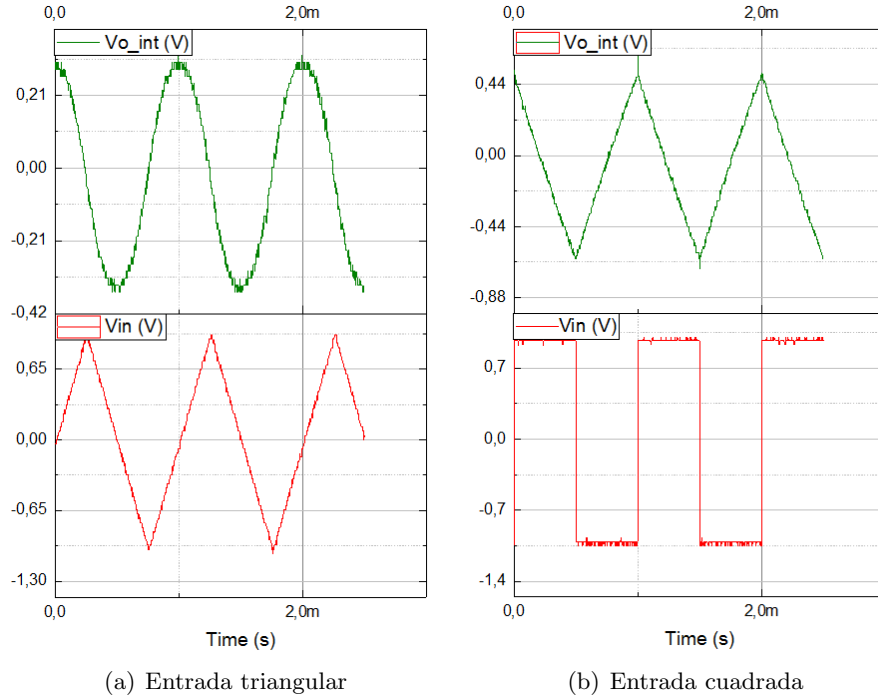 0,0
2,0m
Vo_int (V)
0,21
0,00
-0,21
-0,42
Vin (V)
0,65
0,00
-0,65
-1,30
0,0
2,0m
Time (s)
(a) Entrada triangular
0,0
2,0m
Vo_int (V)
0,44
0,00
-0,44
-0,88
Vin (V)
0,7
0,0
-0,7
-1,4
0,0
2,0m
Time (s)
(b) Entrada cuadrada